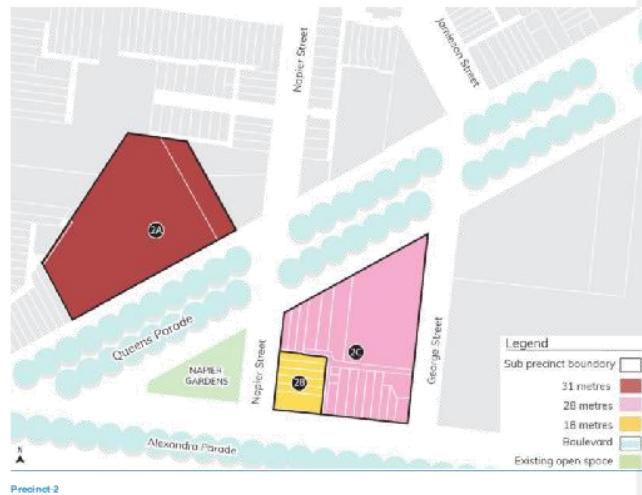 Napier Street
Jamieson Street
2A
Queens Parade
NAPIER
GARDENS
Napier Street
2B
2C
George Street
Alexandra Parade
N
Legend
Sub precinct boundary
31 metres
28 metres
18 metres
Boulevard
Existing open space
Precinct 2